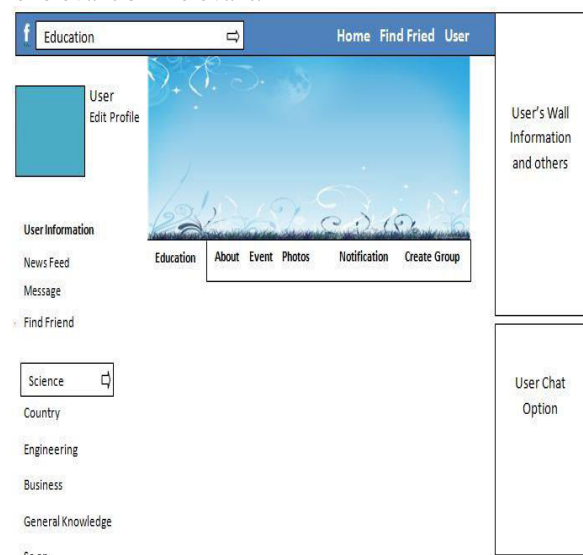 f Education Home Find Fried User
User
Edit Profile
User's Wall
Information
and others
User Information
News Feed
Message
Find Friend
Education About Event Photos Notification Create Group
Science
Country
Engineering
Business
General Knowledge
User Chat
Option